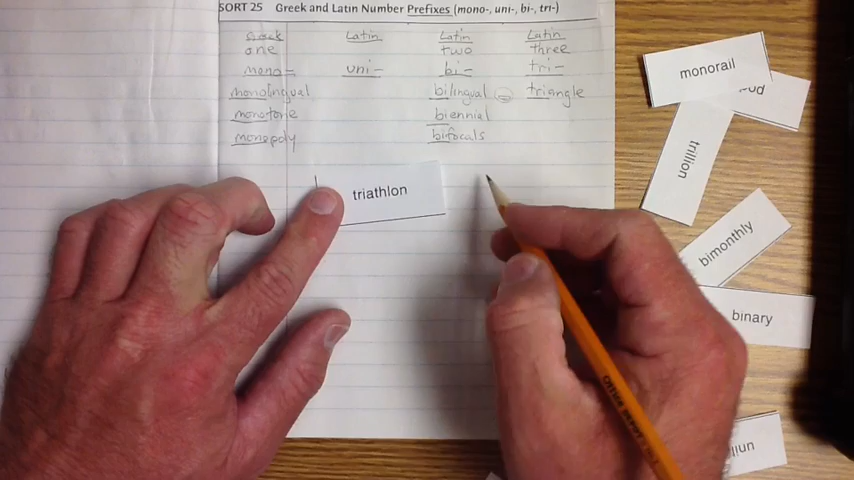 SORT 25 Greek and Latin Number Prefixes (mono-, uni-, bi-, tri-)
Greek Latin Latin Latin
one two three
mono- uni- bi- tri-
monolingual bilingual triangle
monotone biennial
monopoly bifocals
triathlon
monorail
trillion
bimonthly
binary